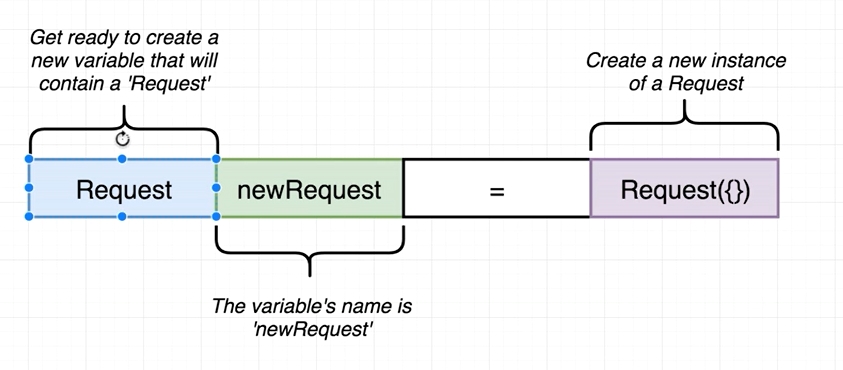 Get ready to create a
new variable that will
contain a 'Request'
Create a new instance
of a Request
Request newRequest = Request({})
The variable's name is
'newRequest'